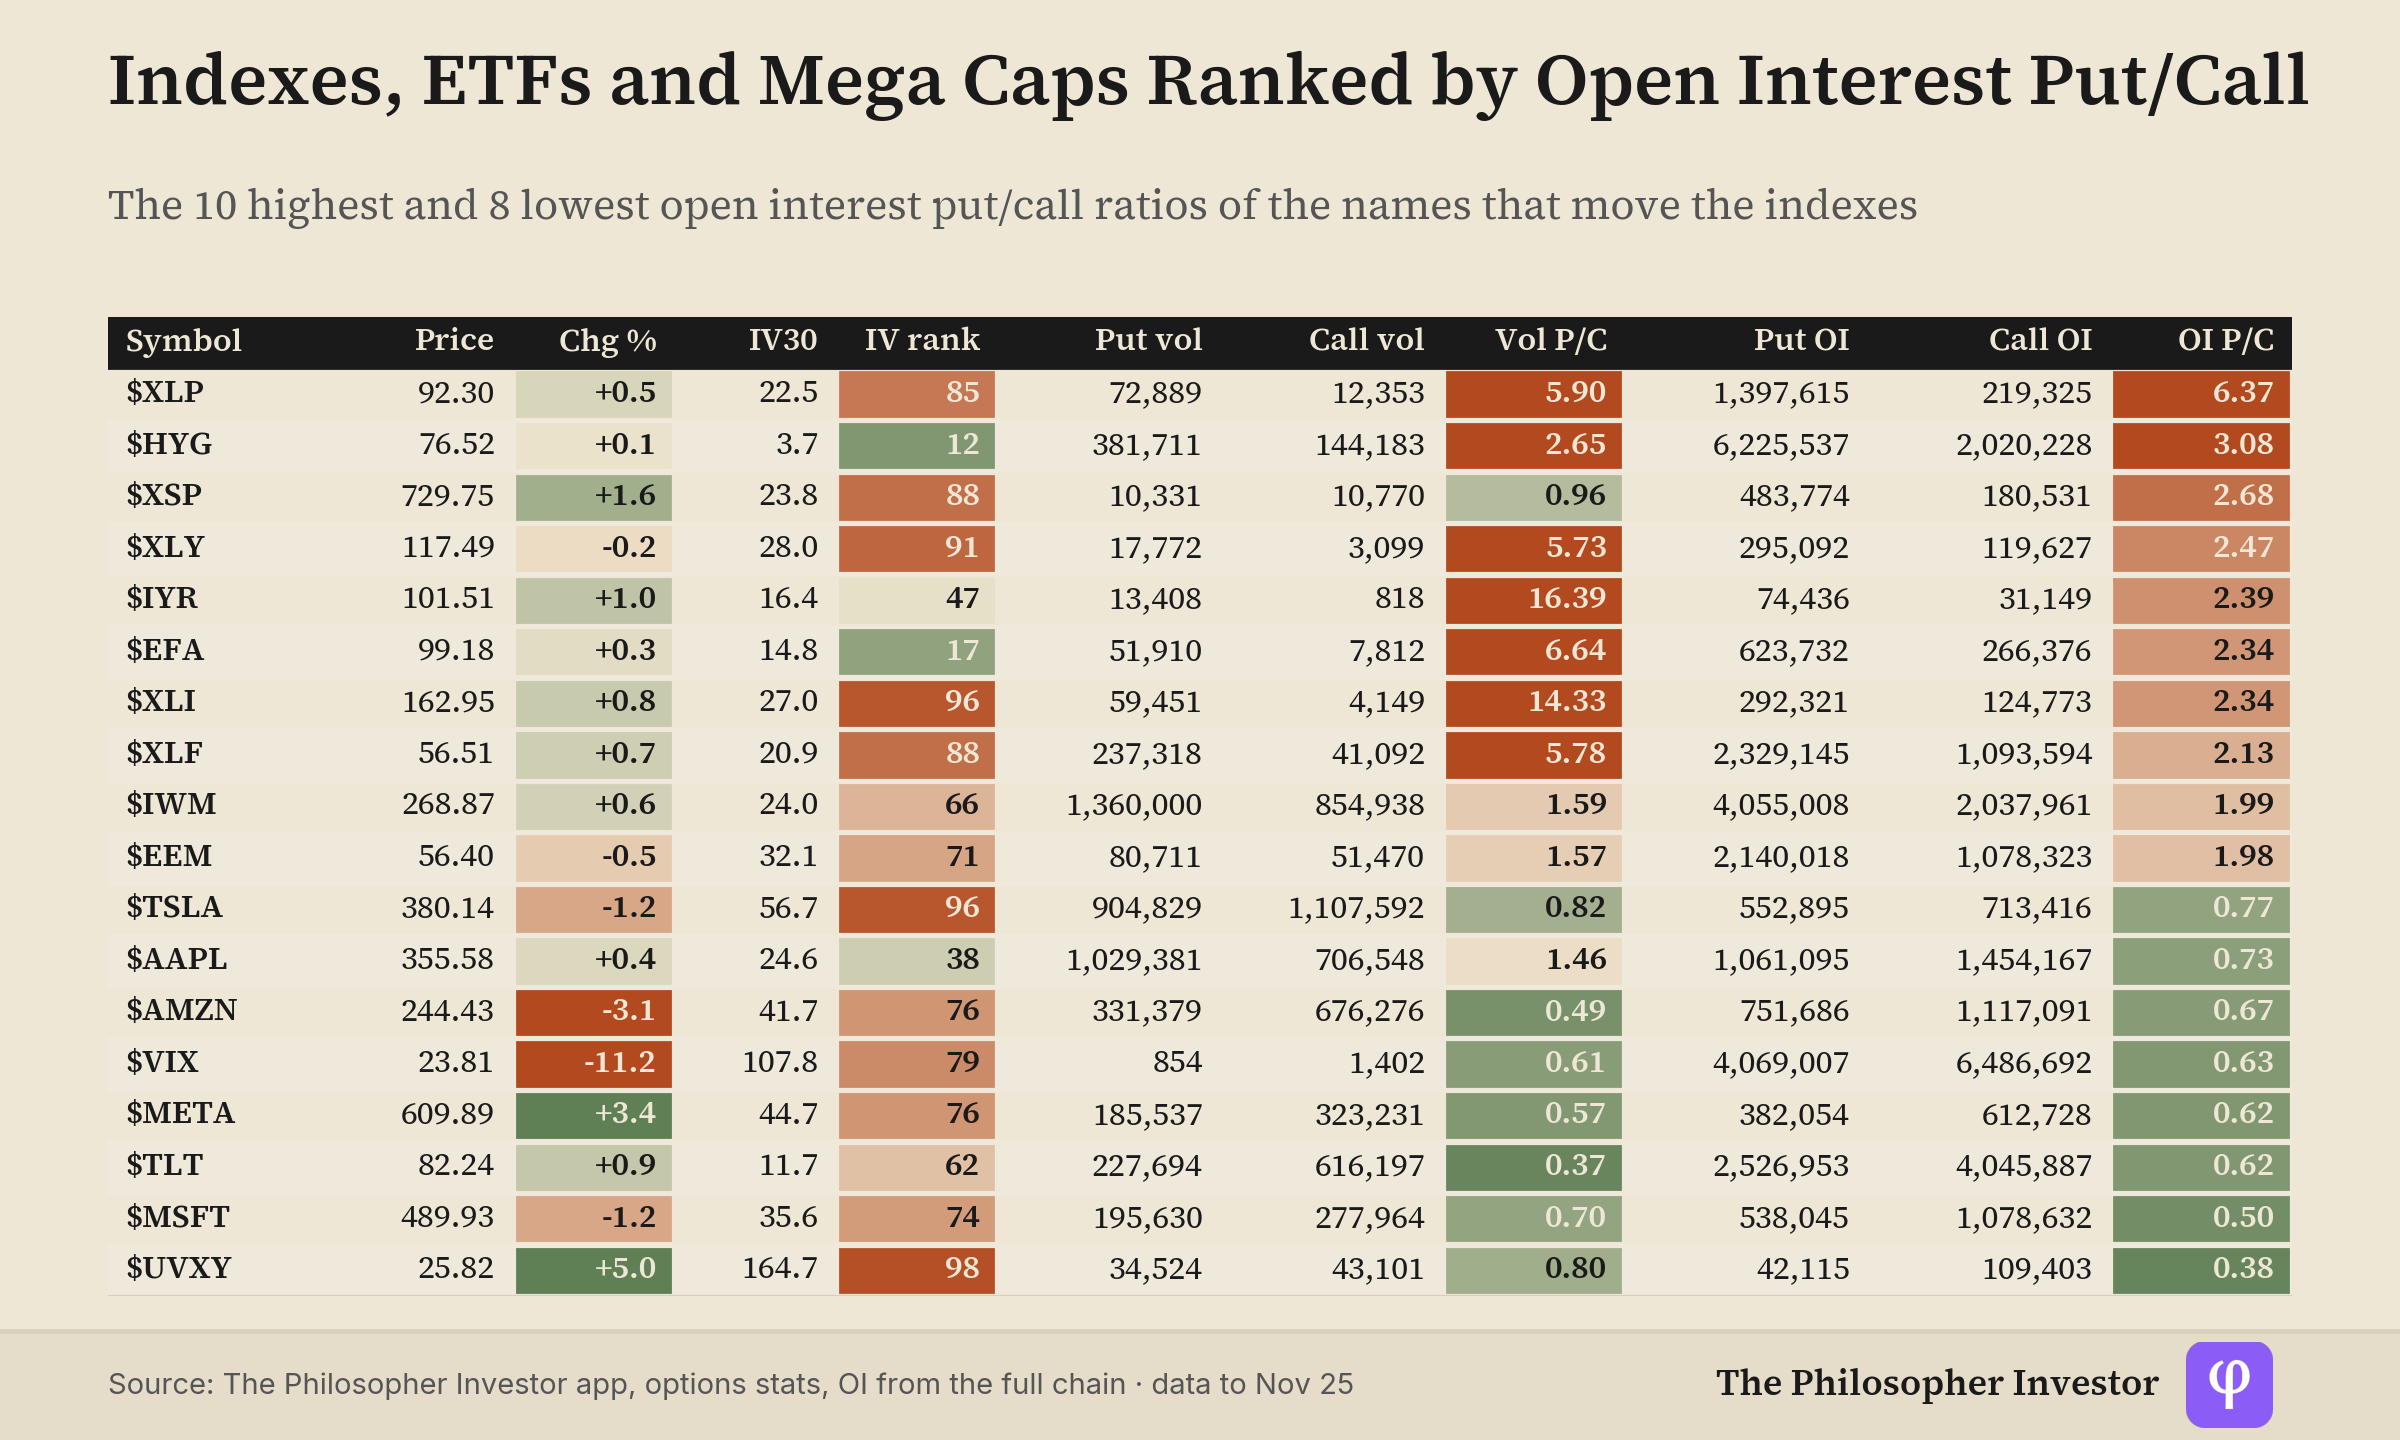 Indexes, ETFs and Mega Caps Ranked by Open Interest Put/Call
The 10 highest and 8 lowest open interest put/call ratios of the names that move the indexes
Symbol Price Chg % IV30 IV rank Put vol Call vol Vol P/C Put OI Call OI OI P/C
$XLP 92.30 +0.5 22.5 85 72,889 12,353 5.90 1,397,615 219,325 6.37
$HYG 76.52 +0.1 3.7 12 381,711 144,183 2.65 6,225,537 2,020,228 3.08
$XSP 729.75 +1.6 23.8 88 10,331 10,770 0.96 483,774 180,531 2.68
$XLY 117.49 -0.2 28.0 91 17,772 3,099 5.73 295,092 119,627 2.47
$IYR 101.51 +1.0 16.4 47 13,408 818 16.39 74,436 31,149 2.39
$EFA 99.18 +0.3 14.8 17 51,910 7,812 6.64 623,732 266,376 2.34
$XLI 162.95 +0.8 27.0 96 59,451 4,149 14.33 292,321 124,773 2.34
$XLF 56.51 +0.7 20.9 88 237,318 41,092 5.78 2,329,145 1,093,594 2.13
$IWM 268.87 +0.6 24.0 66 1,360,000 854,938 1.59 4,055,008 2,037,961 1.99
$EEM 56.40 -0.5 32.1 71 80,711 51,470 1.57 2,140,018 1,078,323 1.98
$TSLA 380.14 -1.2 56.7 96 904,829 1,107,592 0.82 552,895 713,416 0.77
$AAPL 355.58 +0.4 24.6 38 1,029,381 706,548 1.46 1,061,095 1,454,167 0.73
$AMZN 244.43 -3.1 41.7 76 331,379 676,276 0.49 751,686 1,117,091 0.67
$VIX 23.81 -11.2 107.8 79 854 1,402 0.61 4,069,007 6,486,692 0.63
$META 609.89 +3.4 44.7 76 185,537 323,231 0.57 382,054 612,728 0.62
$TLT 82.24 +0.9 11.7 62 227,694 616,197 0.37 2,526,953 4,045,887 0.62
$MSFT 489.93 -1.2 35.6 74 195,630 277,964 0.70 538,045 1,078,632 0.50
$UVXY 25.82 +5.0 164.7 98 34,524 43,101 0.80 42,115 109,403 0.38
Source: The Philosopher Investor app, options stats, OI from the full chain · data to Nov 25
The Philosopher Investor φ